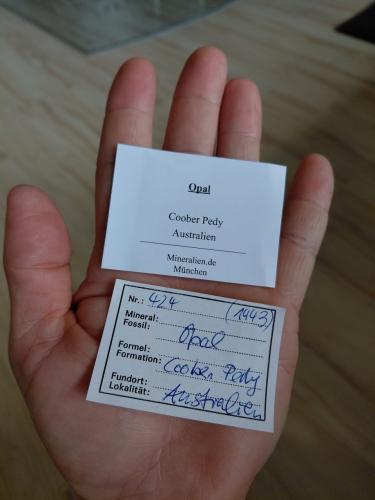 Opal
Coober Pedy
Australien
Mineralien.de
München
Nr.: 424 (1443)
Mineral:
Fossil: Opal
Formel:
Formation: Coober Pedy
Fundort:
Lokalität: Australien